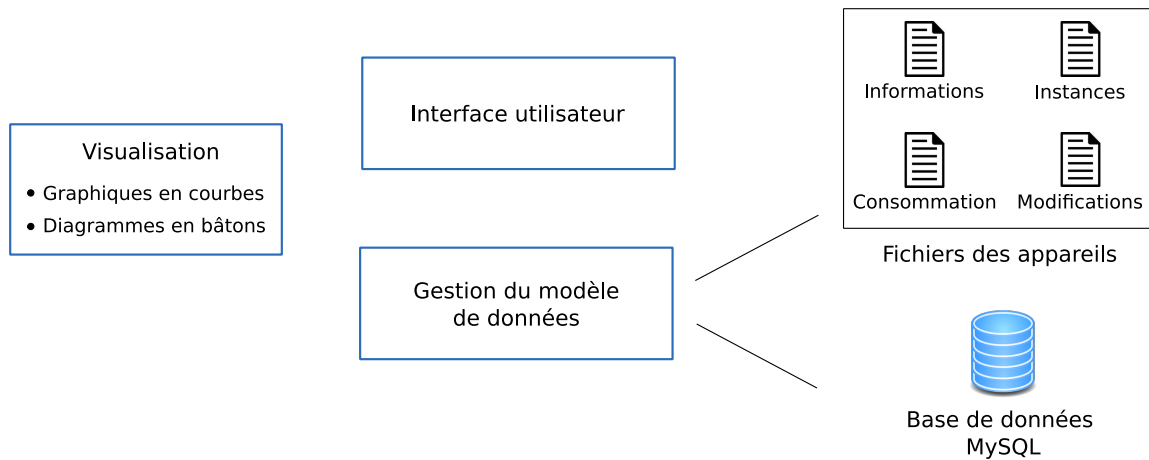 Visualisation
• Graphiques en courbes
• Diagrammes en bâtons
Interface utilisateur
Gestion du modèle
de données
Informations
Instances
Consommation
Modifications
Fichiers des appareils
Base de données
MySQL